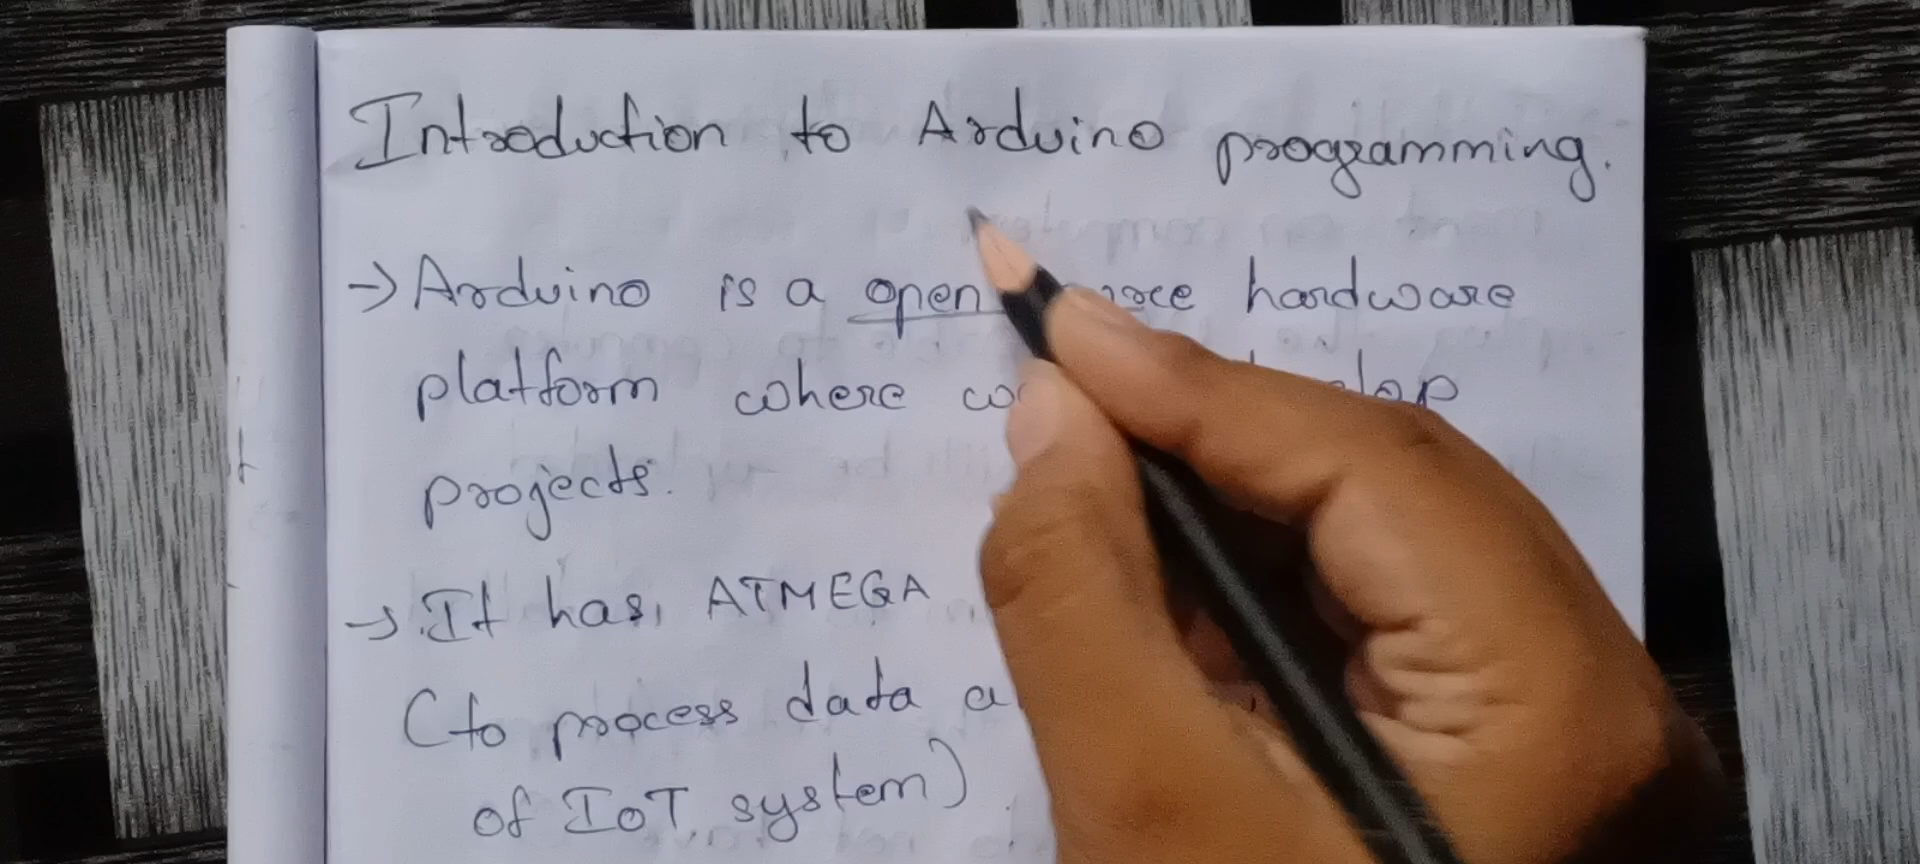 Introduction to Arduino programming.
→ Arduino is a open hardware
platform where
projects.
→ It has, ATMEGA
(to process data
of IoT system)